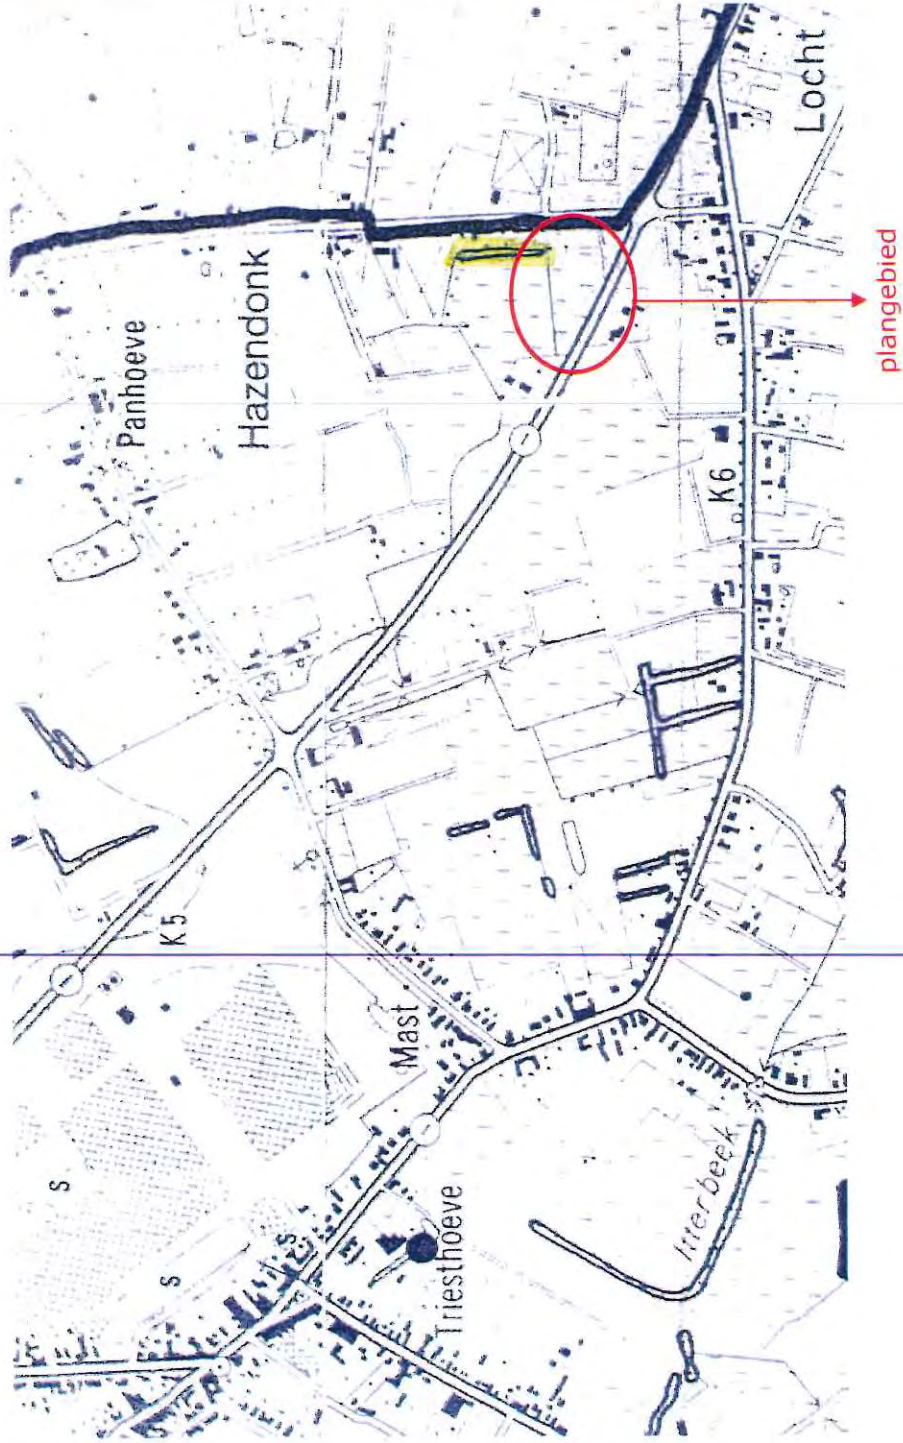 Locht
plangebied
Hazendonk
Panhoeve
K6
K5
Mast
Itterbeek
Triesthoeve
S
S
S